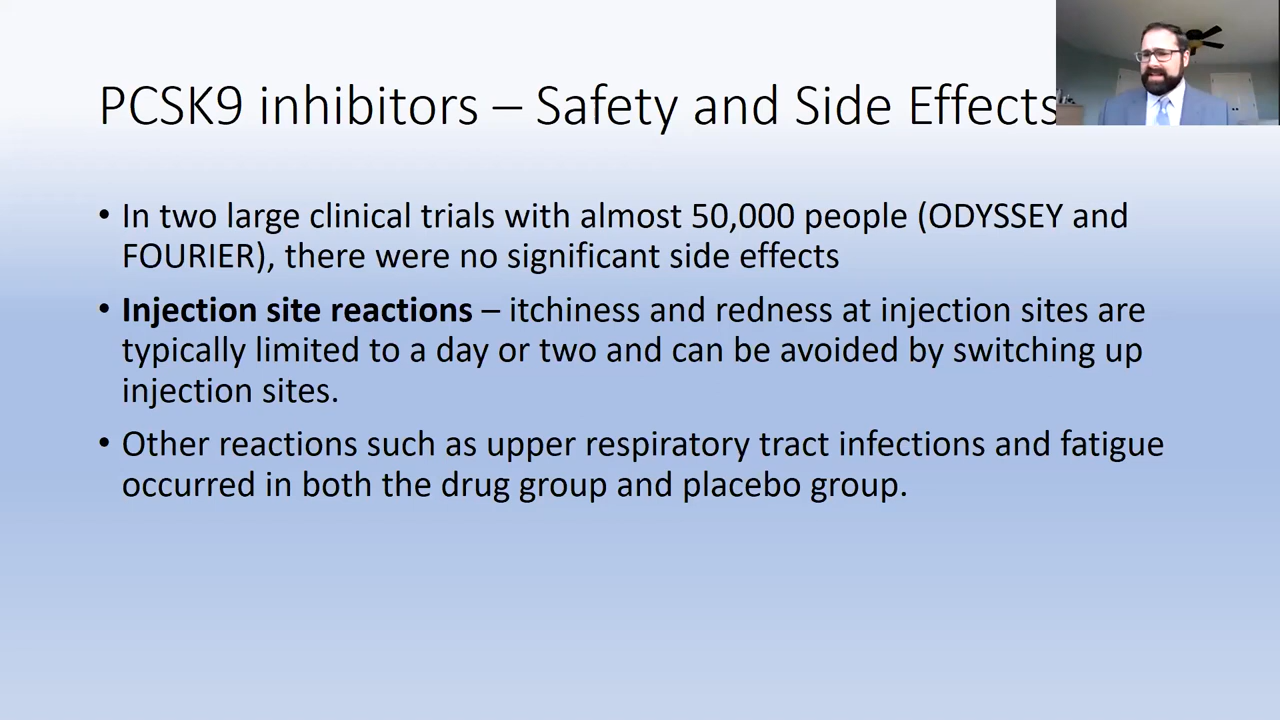 PCSK9 inhibitors – Safety and Side Effects
• In two large clinical trials with almost 50,000 people (ODYSSEY and
FOURIER), there were no significant side effects
• Injection site reactions – itchiness and redness at injection sites are
typically limited to a day or two and can be avoided by switching up
injection sites.
• Other reactions such as upper respiratory tract infections and fatigue
occurred in both the drug group and placebo group.